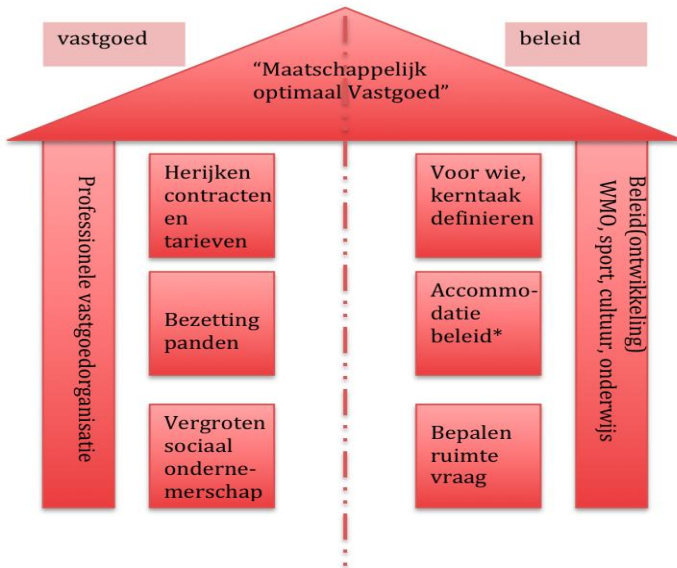 vastgoed
beleid
“Maatschappelijk
optimaal Vastgoed”
Professionele vastgoedorganisatie
Herijken
contracten
en
tarieven
Bezetting
panden
Vergroten
sociaal
onderne-
merschap
Voor wie,
kerntaak
definieren
Accommo-
datie
beleid*
Bepalen
ruimte
vraag
Beleid(ontwikkeling)
WMO, sport, cultuur, onderwijs